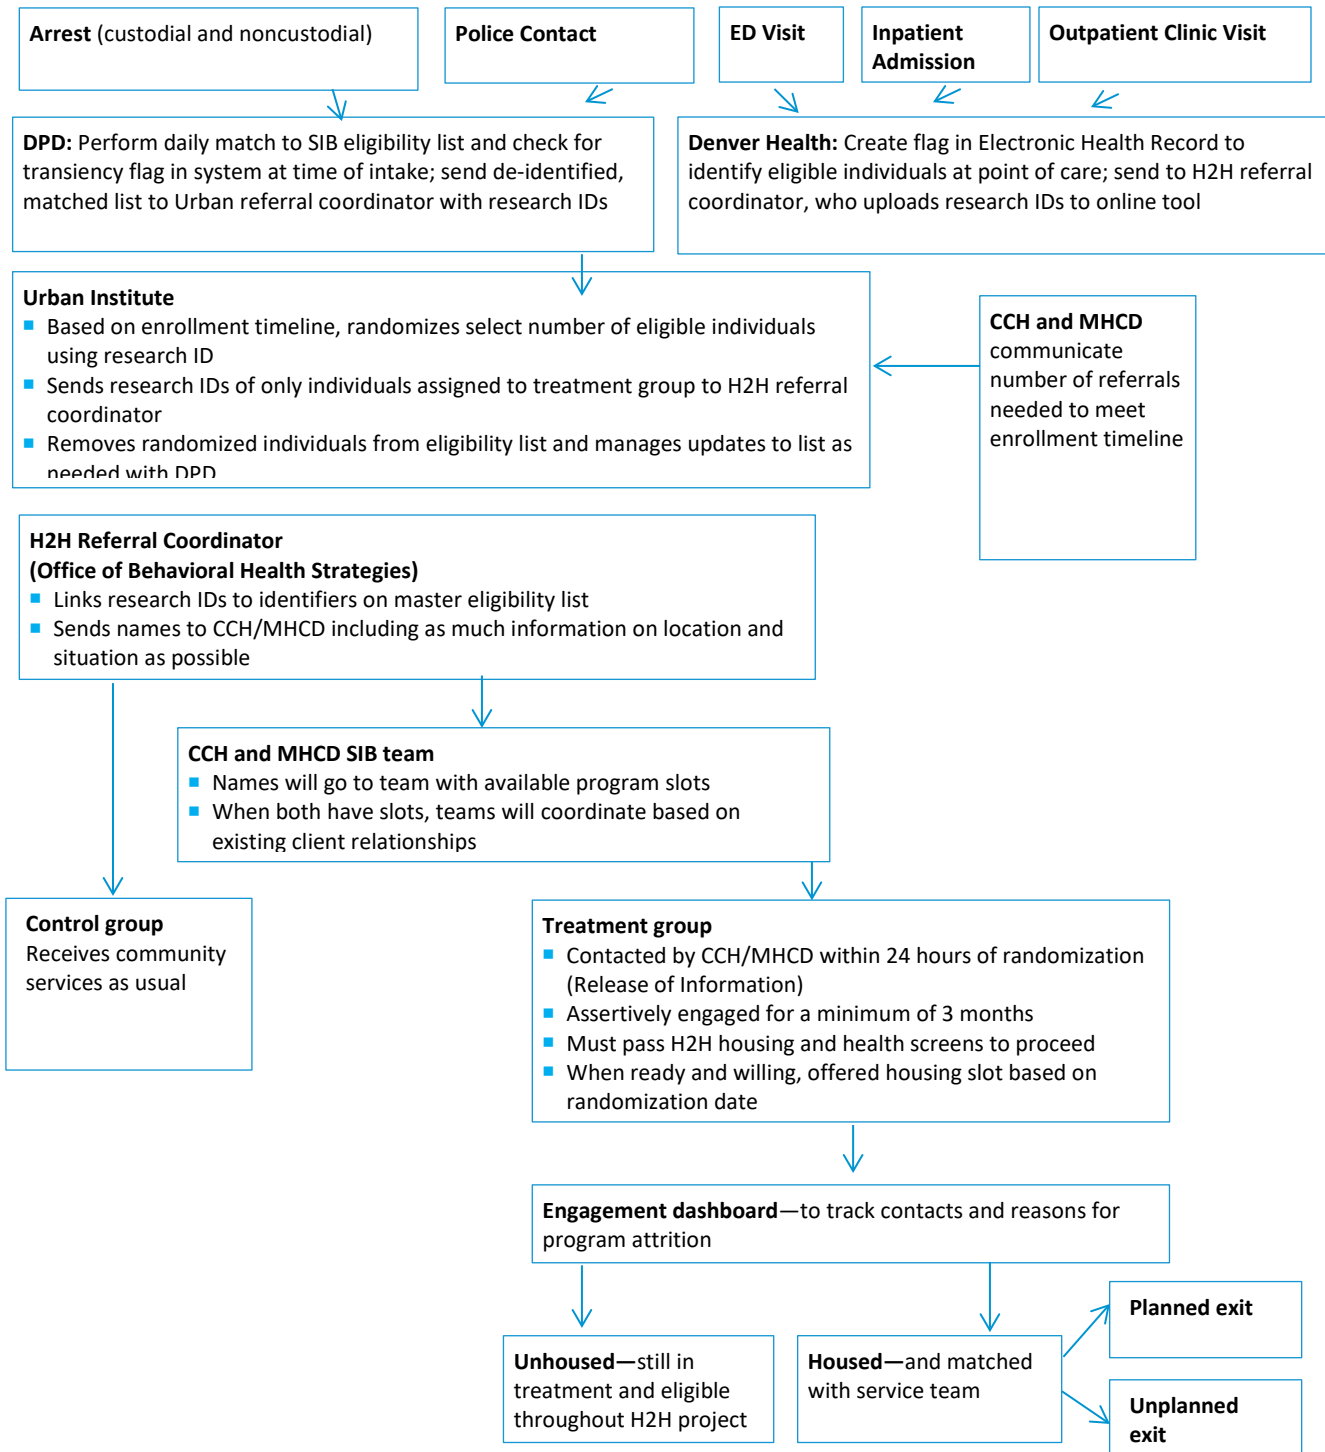 Arrest (custodial and noncustodial)
Police Contact
ED Visit
Inpatient
Admission
Outpatient Clinic Visit
DPD: Perform daily match to SIB eligibility list and check for
transiency flag in system at time of intake; send de-identified,
matched list to Urban referral coordinator with research IDs
Denver Health: Create flag in Electronic Health Record to
identify eligible individuals at point of care; send to H2H referral
coordinator, who uploads research IDs to online tool
Urban Institute
■ Based on enrollment timeline, randomizes select number of eligible individuals
using research ID
■ Sends research IDs of only individuals assigned to treatment group to H2H referral
coordinator
■ Removes randomized individuals from eligibility list and manages updates to list as
needed with DPD
CCH and MHCD
communicate
number of referrals
needed to meet
enrollment timeline
H2H Referral Coordinator
(Office of Behavioral Health Strategies)
■ Links research IDs to identifiers on master eligibility list
■ Sends names to CCH/MHCD including as much information on location and
situation as possible
CCH and MHCD SIB team
■ Names will go to team with available program slots
■ When both have slots, teams will coordinate based on
existing client relationships
Control group
Receives community
services as usual
Treatment group
■ Contacted by CCH/MHCD within 24 hours of randomization
(Release of Information)
■ Assertively engaged for a minimum of 3 months
■ Must pass H2H housing and health screens to proceed
■ When ready and willing, offered housing slot based on
randomization date
Engagement dashboard—to track contacts and reasons for
program attrition
Unhoused—still in
treatment and eligible
throughout H2H project
Housed—and matched
with service team
Planned exit
Unplanned
exit